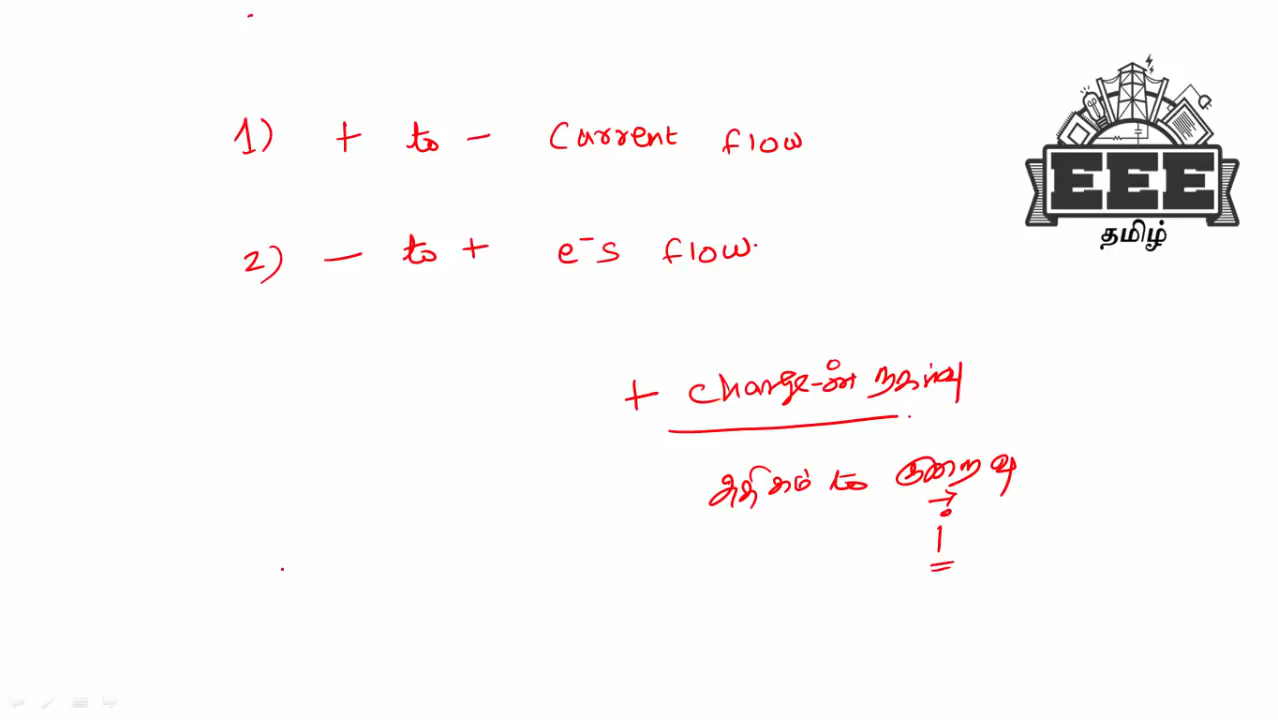 1) + to - Current flow
EEE
தமிழ்
2) - to + e⁻s flow
+ charge-ன் நகர்வு
அதிகம் to குறைவு
→
i